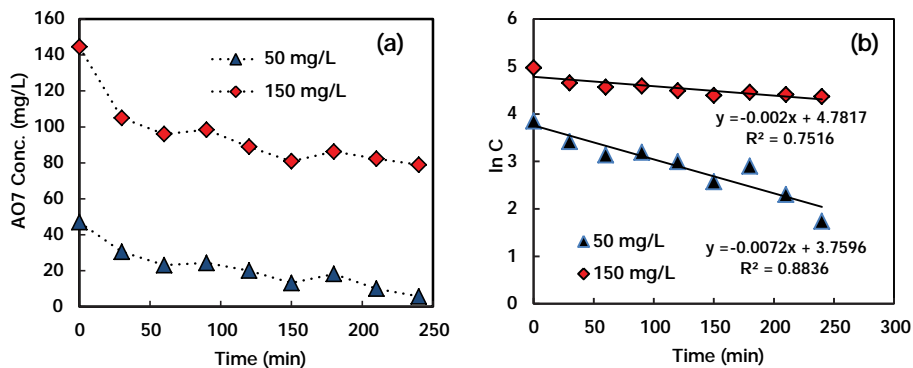 160
140
120
100
80
60
40
20
0
AO7 Conc. (mg/L)
(a)
50 mg/L
150 mg/L
0 50 100 150 200 250
Time (min)
6
5
4
3
2
1
0
ln C
(b)
y =-0.002x + 4.7817
R² = 0.7516
50 mg/L
150 mg/L
y =-0.0072x + 3.7596
R² = 0.8836
0 50 100 150 200 250 300
Time (min)